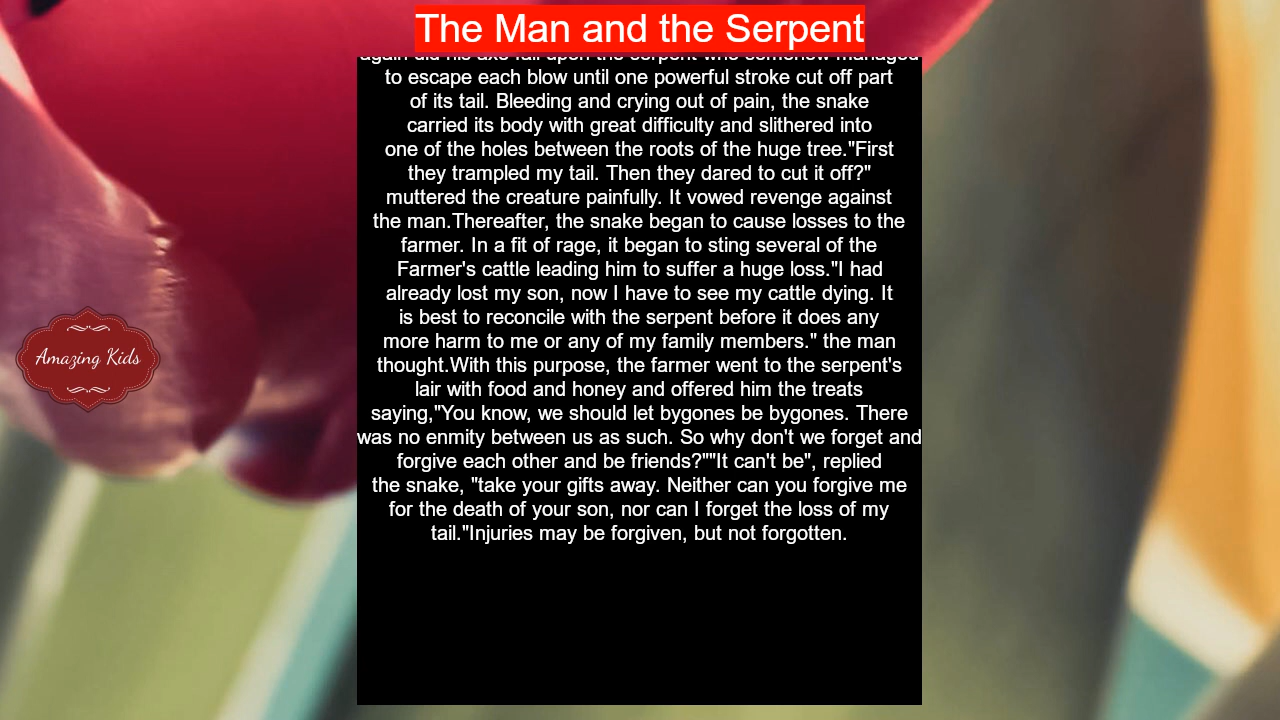 The Man and the Serpent
again did his axe fall upon the serpent who somehow managed
to escape each blow until one powerful stroke cut off part
of its tail. Bleeding and crying out of pain, the snake
carried its body with great difficulty and slithered into
one of the holes between the roots of the huge tree."First
they trampled my tail. Then they dared to cut it off?"
muttered the creature painfully. It vowed revenge against
the man.Thereafter, the snake began to cause losses to the
farmer. In a fit of rage, it began to sting several of the
Farmer's cattle leading him to suffer a huge loss."I had
already lost my son, now I have to see my cattle dying. It
is best to reconcile with the serpent before it does any
more harm to me or any of my family members." the man
thought.With this purpose, the farmer went to the serpent's
lair with food and honey and offered him the treats
saying,"You know, we should let bygones be bygones. There
was no enmity between us as such. So why don't we forget and
forgive each other and be friends?""It can't be", replied
the snake, "take your gifts away. Neither can you forgive me
for the death of your son, nor can I forget the loss of my
tail."Injuries may be forgiven, but not forgotten.
Amazing Kids